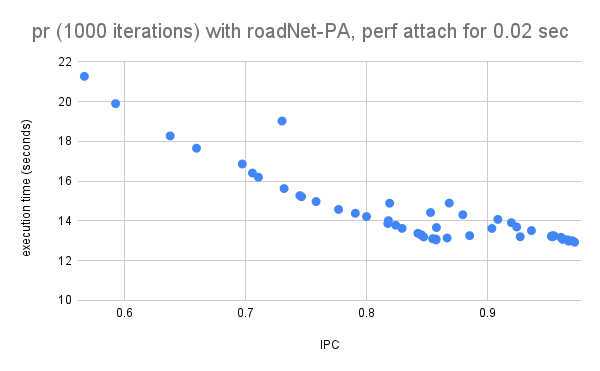 pr (1000 iterations) with roadNet-PA, perf attach for 0.02 sec
execution time (seconds)
22
20
18
16
14
12
10
0.6 0.7 0.8 0.9
IPC